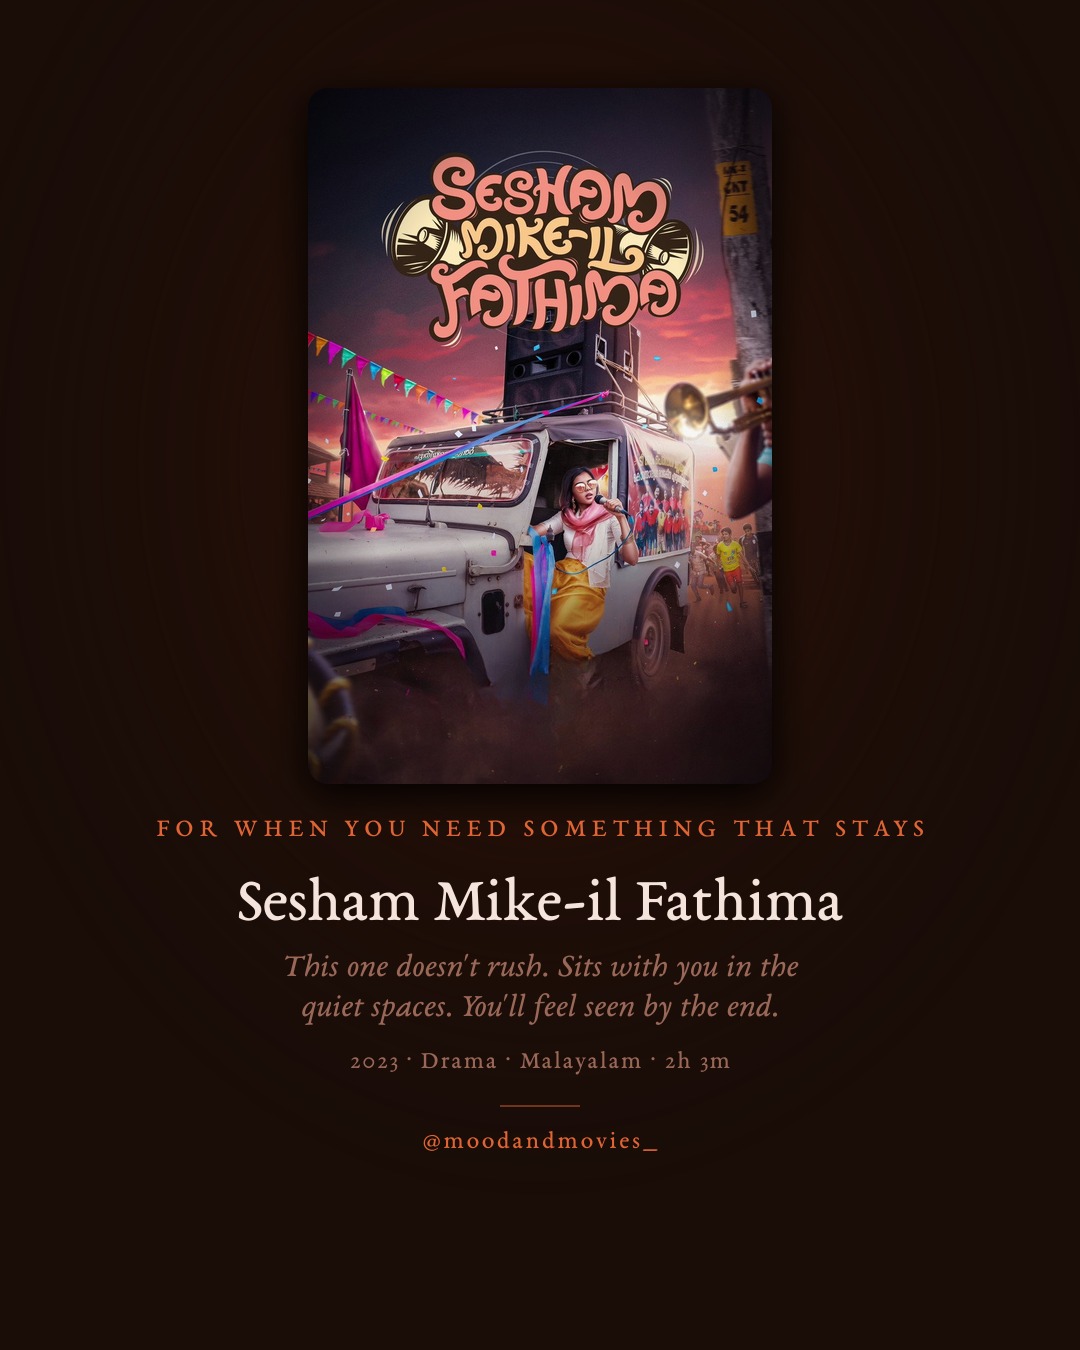 SESHAM
MIKE-IL
FATHIMA
54
FOR WHEN YOU NEED SOMETHING THAT STAYS
Sesham Mike-il Fathima
This one doesn't rush. Sits with you in the
quiet spaces. You'll feel seen by the end.
2023 · Drama · Malayalam · 2h 3m
@moodandmovies_